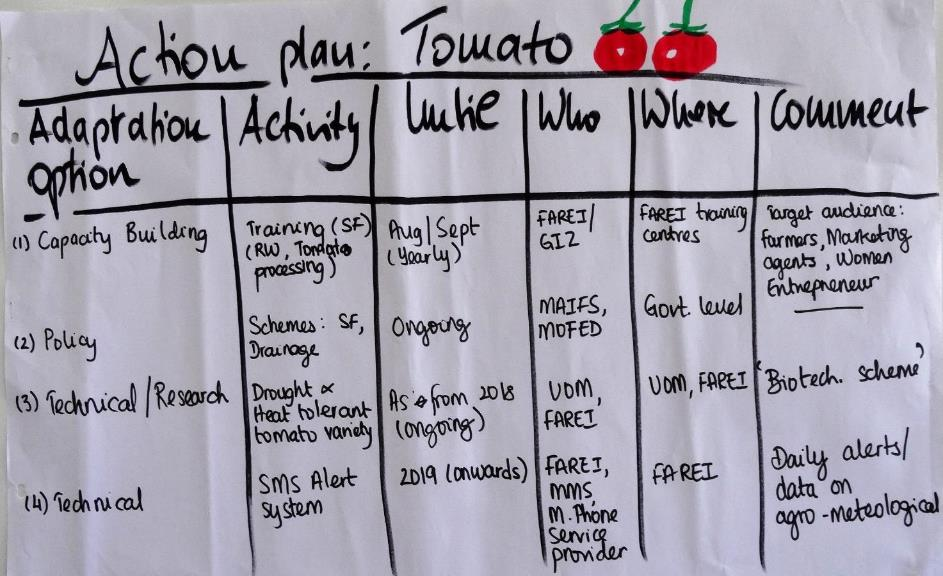 Action plan: Tomato
Adaptation option
Activity
Who
Where
Comment
(1) Capacity Building
Training (SF)
(RW, Tomato
processing)
Aug/Sept
(Yearly)
FAREI/
GIZ
FAREI training
centres
Target audience:
farmers, Marketing
agents, Women
Entrepreneur
(2) Policy
Schemes: SF,
Drainage
Ongoing
MAIFS,
MOFED
Govt. level
(3) Technical/Research
Drought &
Heat tolerant
tomato variety
As from 2018
(ongoing)
UOM,
FAREI
UOM, FAREI
'Biotech. scheme'
(4) Technical
SMS Alert
system
2019 (onwards)
FAREI,
MMS,
M. Phone
Service
provider
FAREI
Daily alerts/
data on
agro-meteological